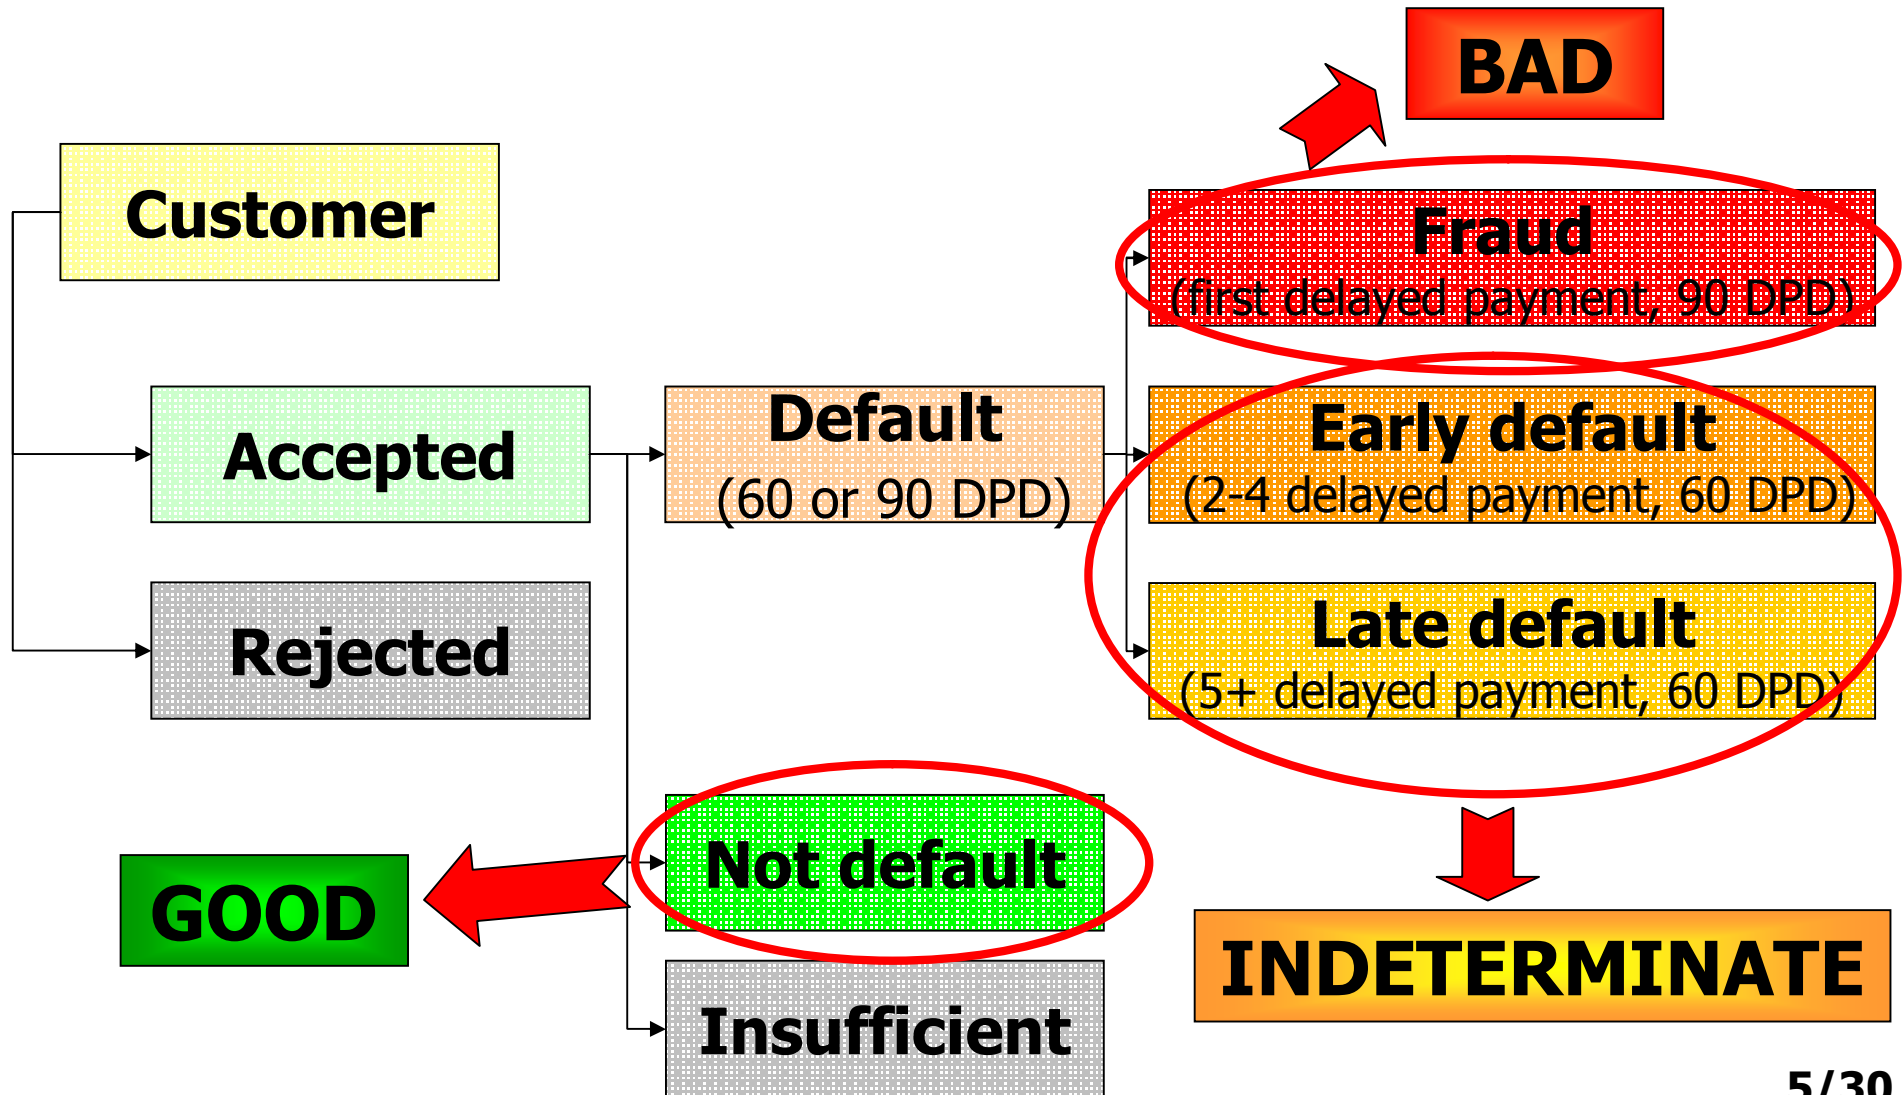 BAD
Customer
Fraud
(first delayed payment, 90 DPD)
Accepted
Default
(60 or 90 DPD)
Early default
(2-4 delayed payment, 60 DPD)
Rejected
Late default
(5+ delayed payment, 60 DPD)
Not default
GOOD
INDETERMINATE
Insufficient
5/30